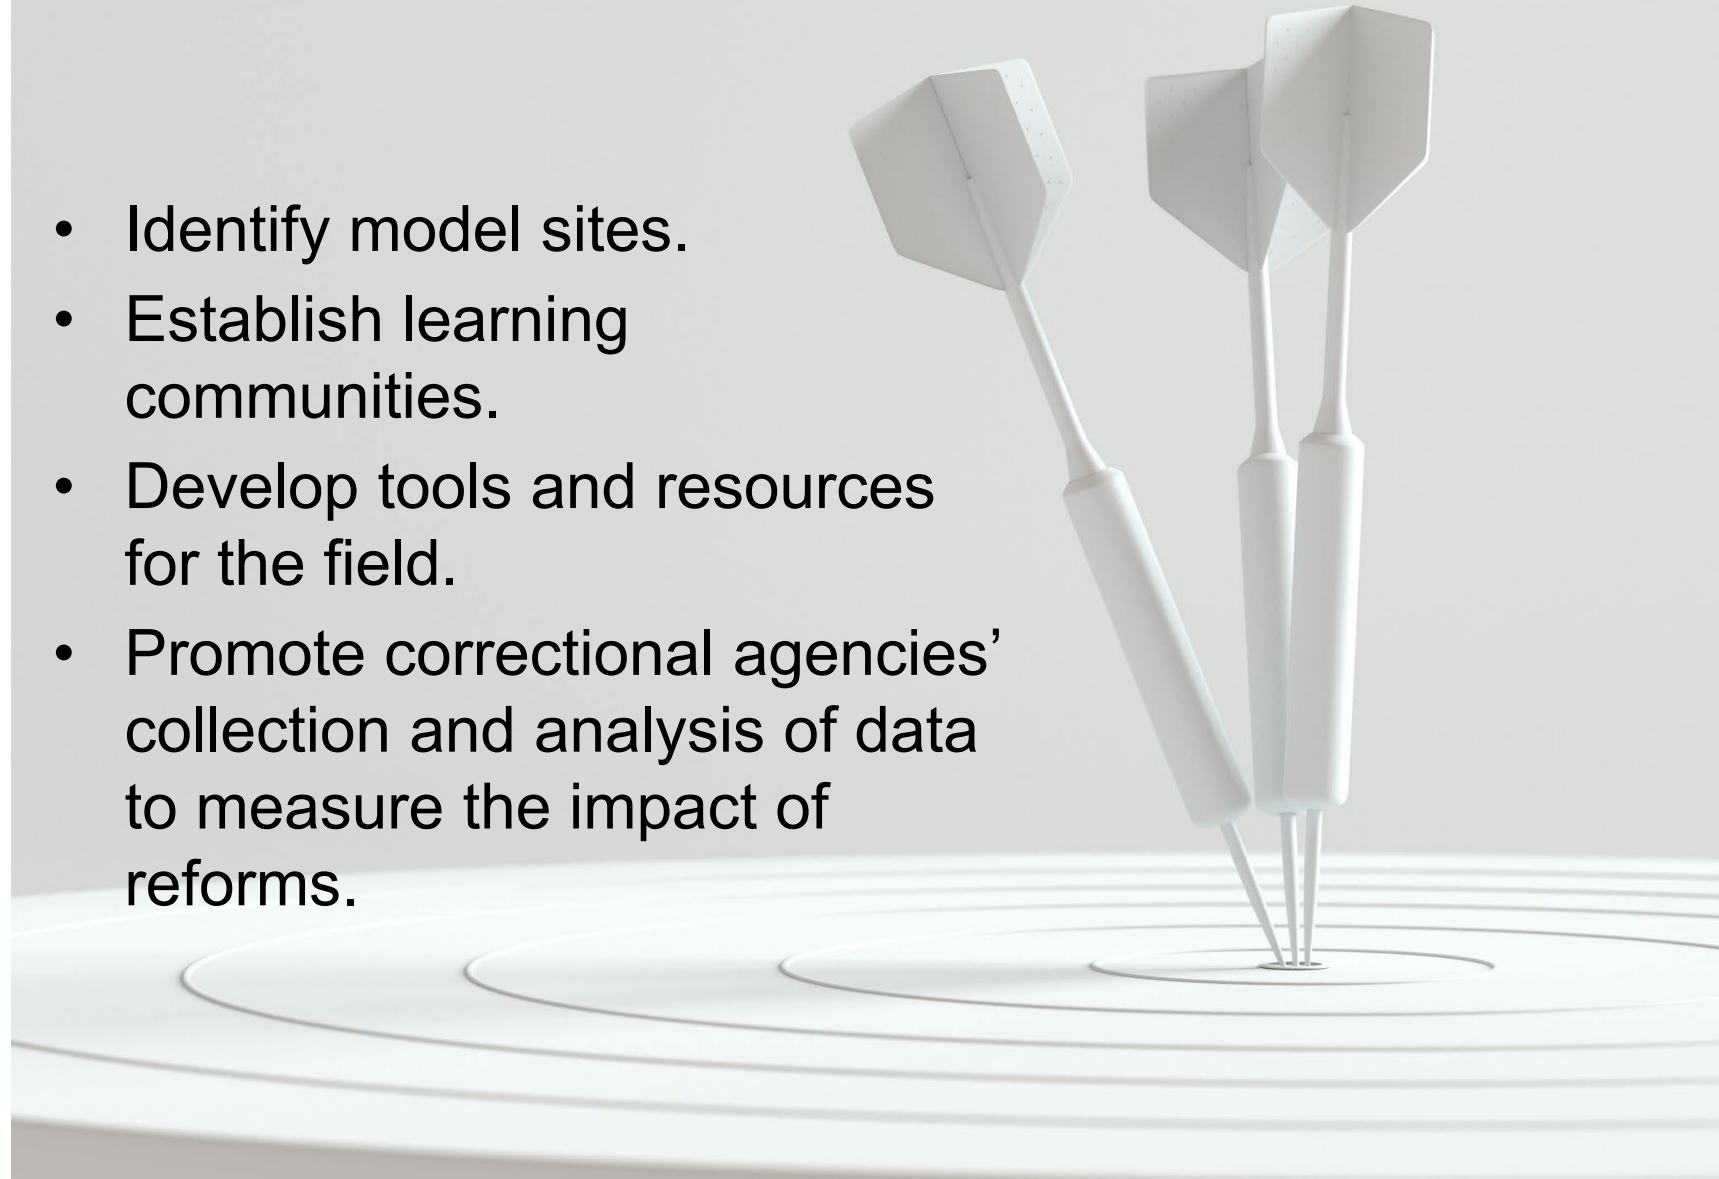 • Identify model sites.
• Establish learning
communities.
• Develop tools and resources
for the field.
• Promote correctional agencies’
collection and analysis of data
to measure the impact of
reforms.